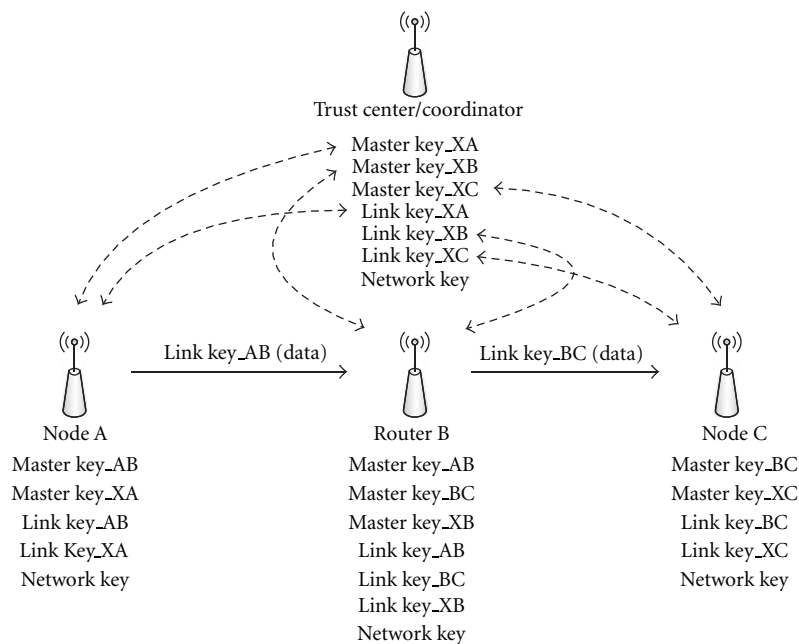 Trust center/coordinator
Master key_XA
Master key_XB
Master key_XC
Link key_XA
Link key_XB
Link key_XC
Network key
Link key_AB (data)
Link key_BC (data)
Node A
Master key_AB
Master key_XA
Link key_AB
Link Key_XA
Network key
Router B
Master key_AB
Master key_BC
Master key_XB
Link key_AB
Link key_BC
Link key_XB
Network key
Node C
Master key_BC
Master key_XC
Link key_BC
Link key_XC
Network key